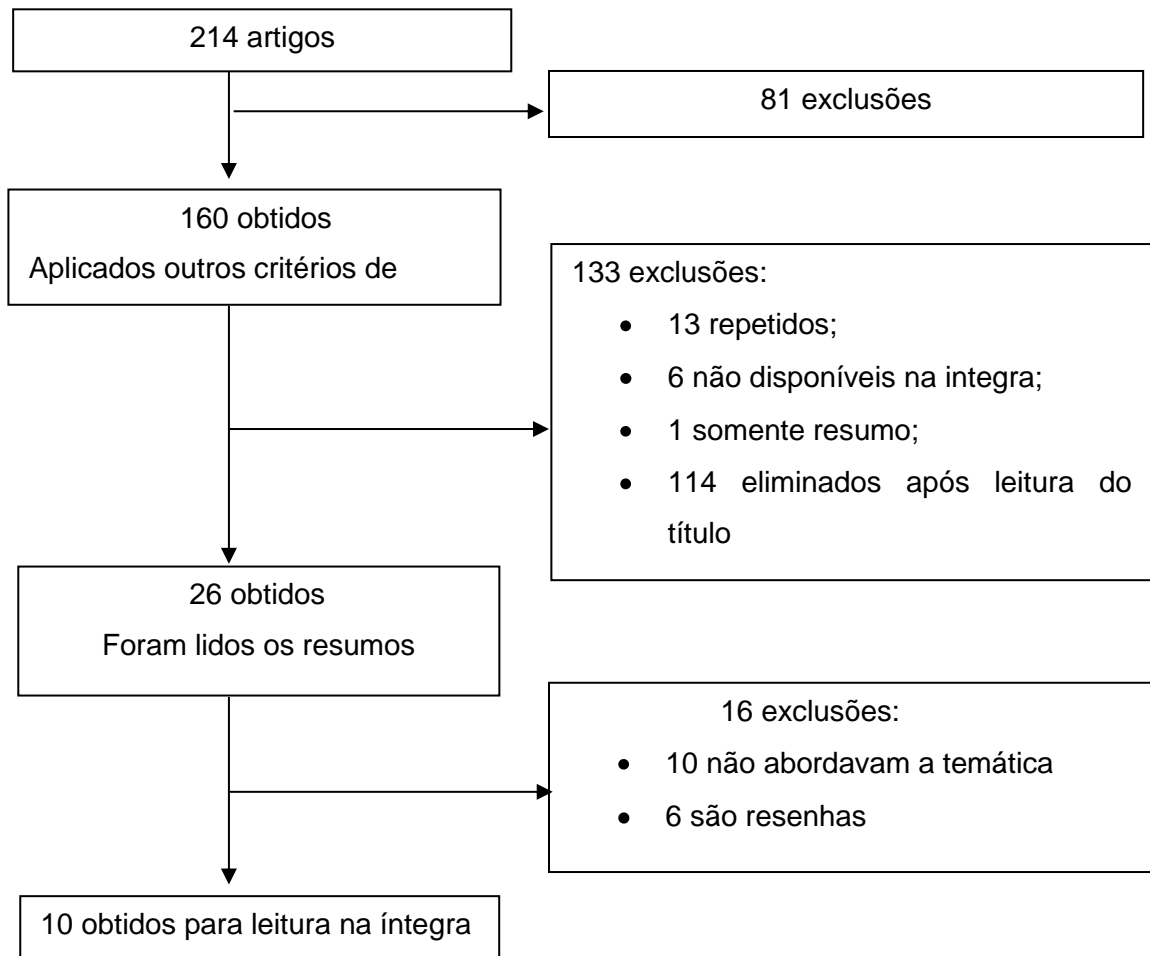 214 artigos
81 exclusões
160 obtidos
Aplicados outros critérios de
133 exclusões:
• 13 repetidos;
• 6 não disponíveis na integra;
• 1 somente resumo;
• 114 eliminados após leitura do
título
26 obtidos
Foram lidos os resumos
16 exclusões:
• 10 não abordavam a temática
• 6 são resenhas
10 obtidos para leitura na íntegra